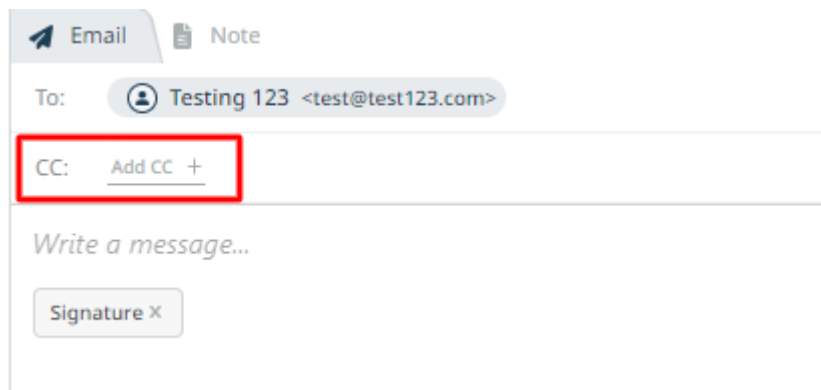 Email Note
To: Testing 123 <test@test123.com>
CC: Add CC +
Write a message...
Signature x